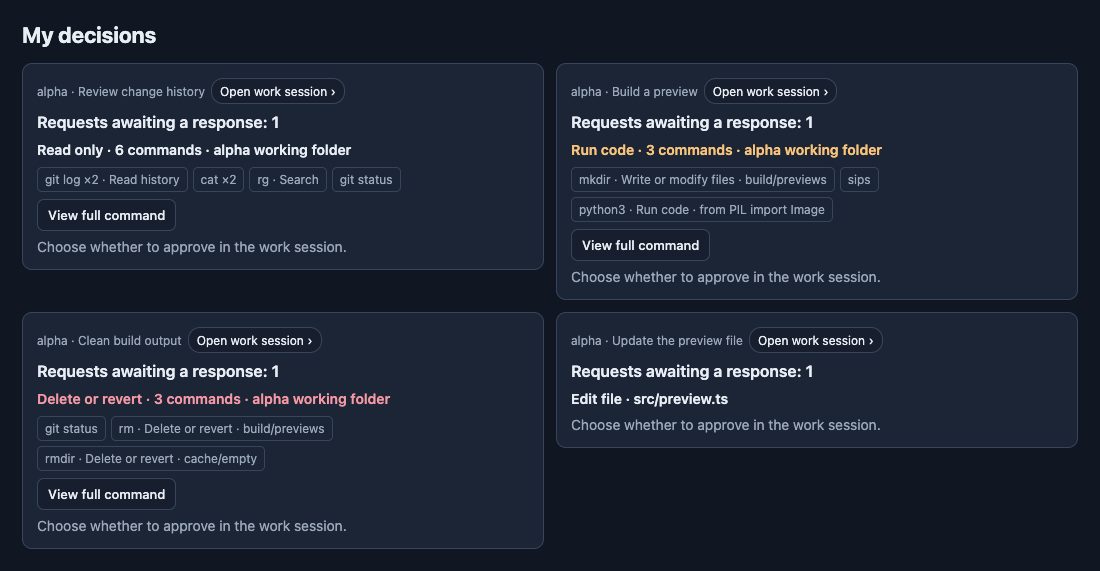 My decisions
alpha · Review change history Open work session ›
Requests awaiting a response: 1
Read only · 6 commands · alpha working folder
git log ×2 · Read history cat ×2 rg · Search git status
View full command
Choose whether to approve in the work session.
alpha · Build a preview Open work session ›
Requests awaiting a response: 1
Run code · 3 commands · alpha working folder
mkdir · Write or modify files · build/previews sips
python3 · Run code · from PIL import Image
View full command
Choose whether to approve in the work session.
alpha · Clean build output Open work session ›
Requests awaiting a response: 1
Delete or revert · 3 commands · alpha working folder
git status rm · Delete or revert · build/previews
rmdir · Delete or revert · cache/empty
View full command
Choose whether to approve in the work session.
alpha · Update the preview file Open work session ›
Requests awaiting a response: 1
Edit file · src/preview.ts
Choose whether to approve in the work session.